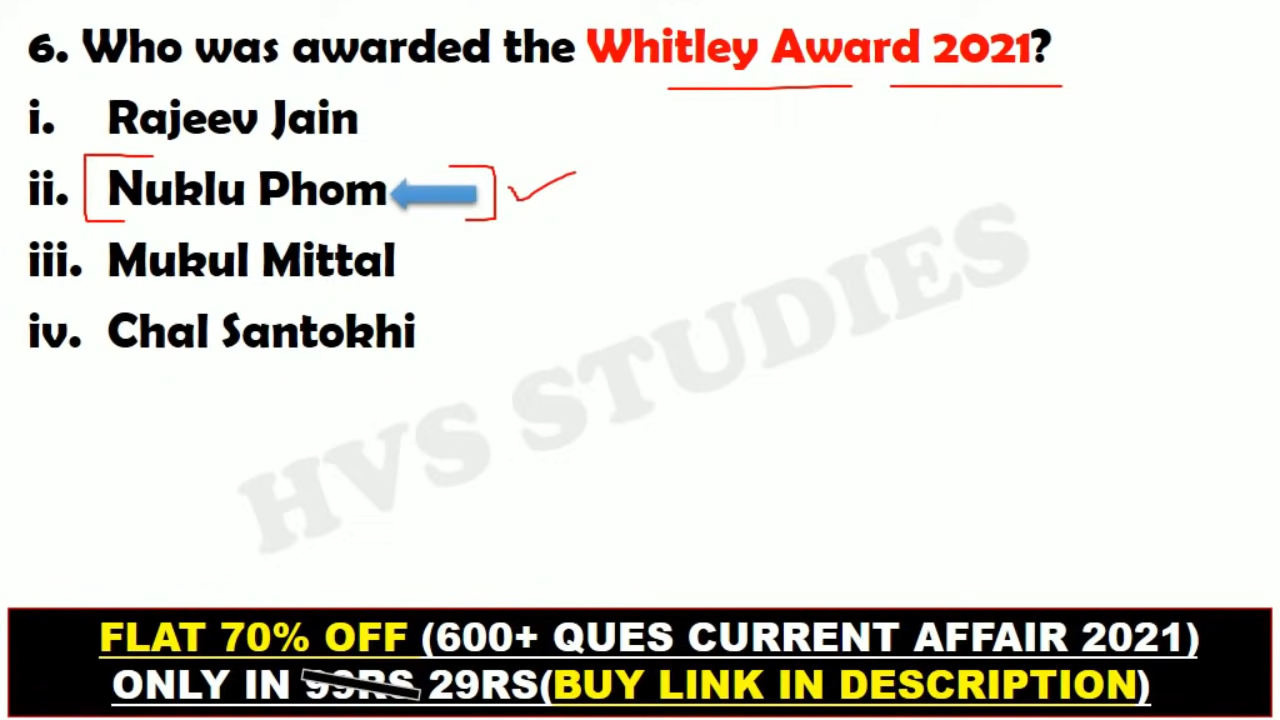 6. Who was awarded the Whitley Award 2021?
i. Rajeev Jain
ii. Nuklu Phom
iii. Mukul Mittal
iv. Chal Santokhi
HVS STUDIES
FLAT 70% OFF (600+ QUES CURRENT AFFAIR 2021)
ONLY IN 99RS 29RS(BUY LINK IN DESCRIPTION)